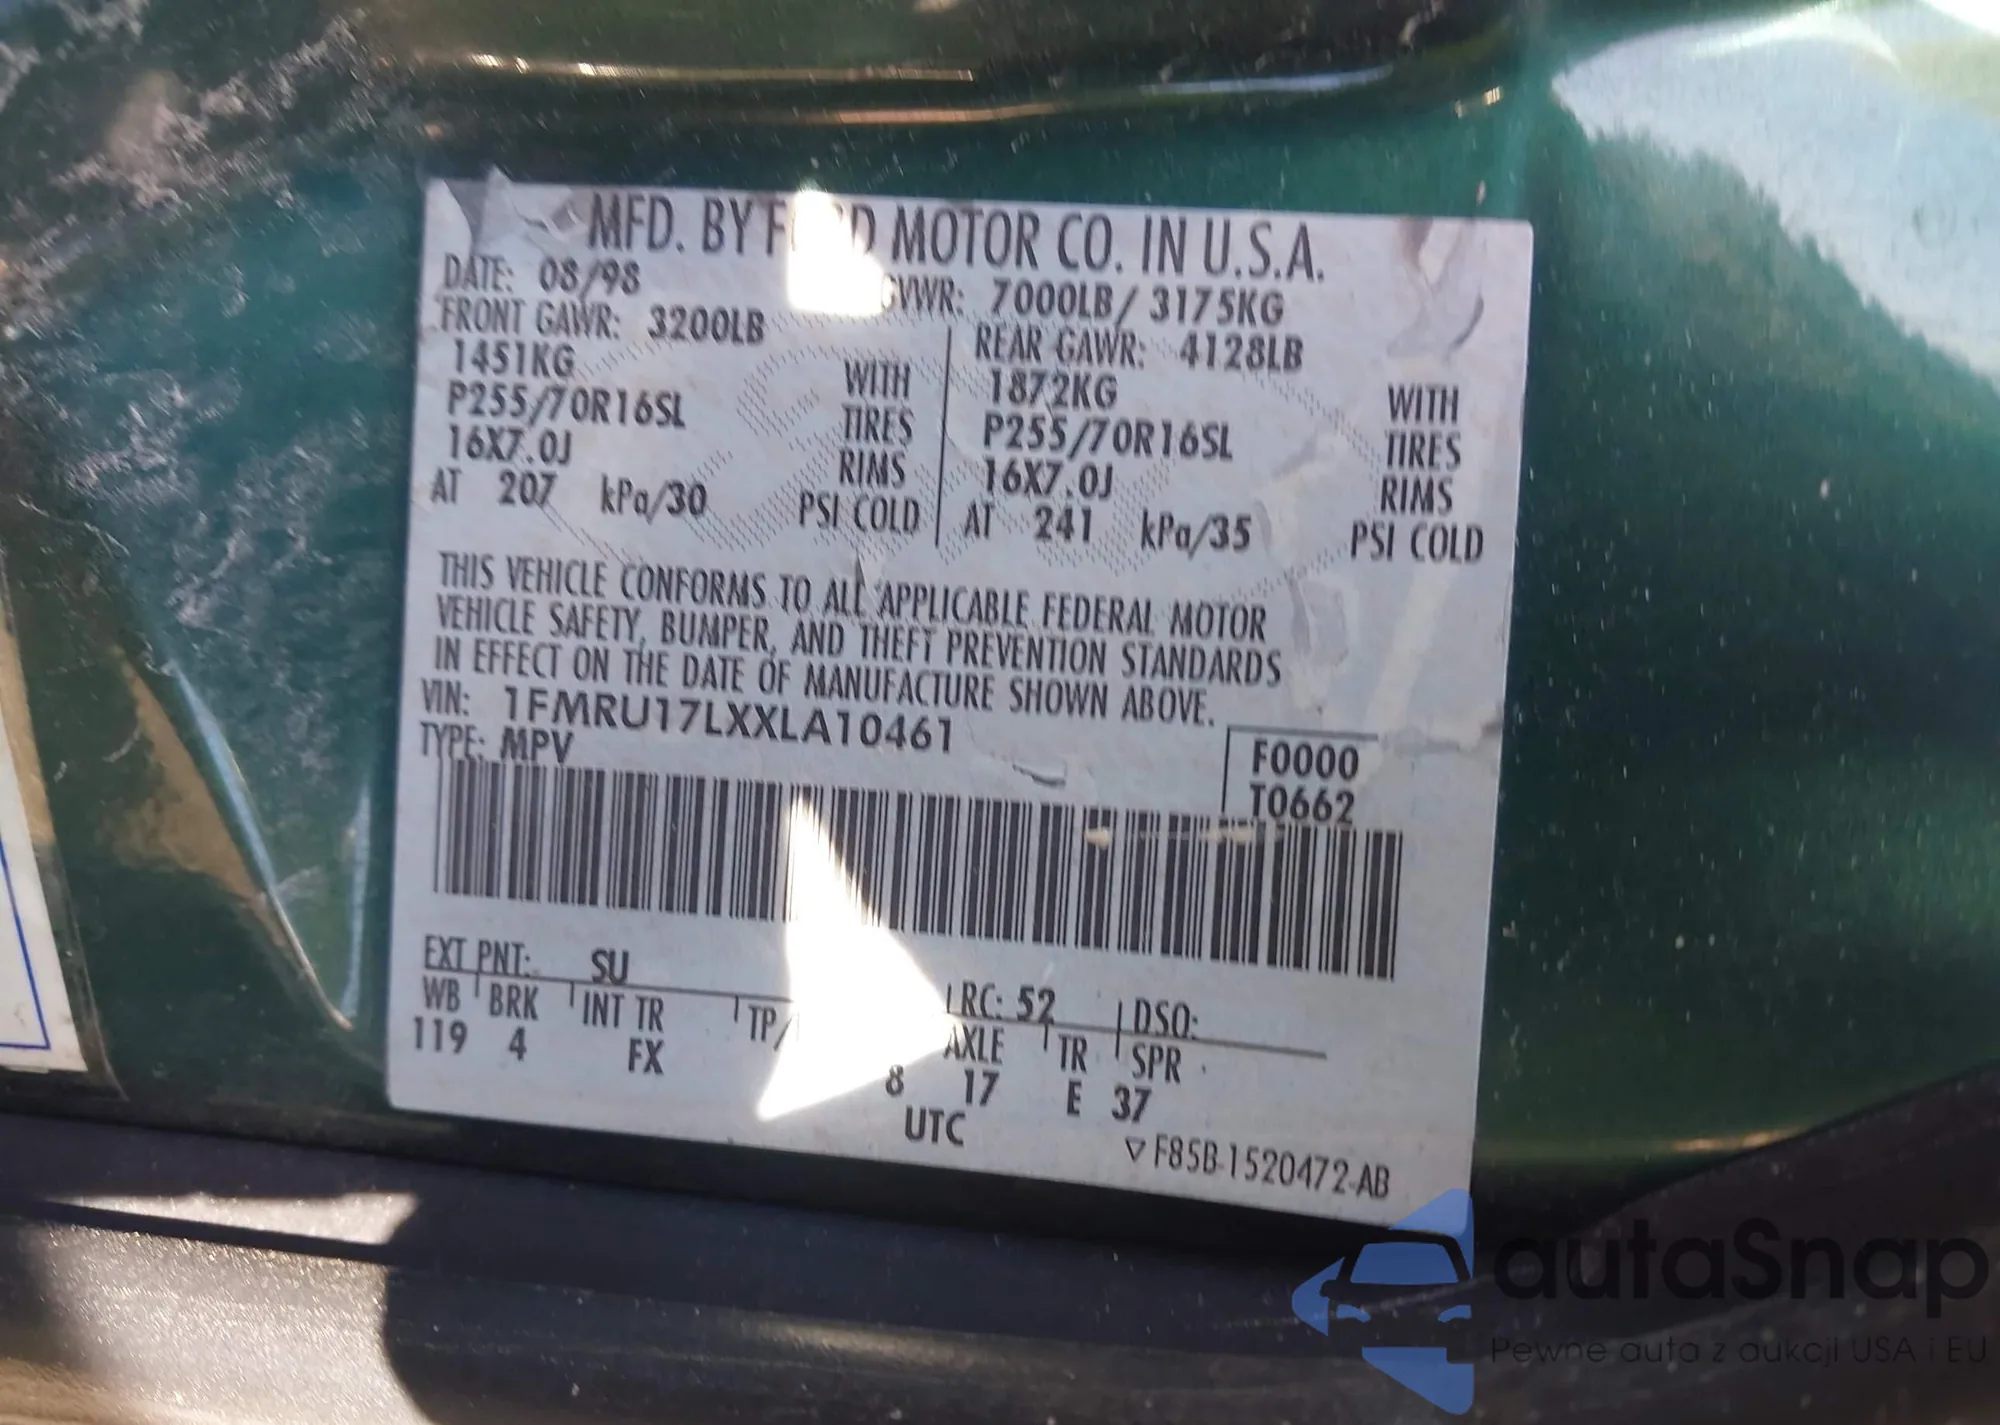 MFD. BY FORD MOTOR CO. IN U.S.A.
DATE: 08/98 GVWR: 7000LB/ 3175KG
FRONT GAWR: 3200LB REAR GAWR: 4128LB
1451KG WITH 1872KG WITH
P255/70R16SL TIRES P255/70R16SL TIRES
16X7.0J RIMS 16X7.0J RIMS
AT 207 kPa/30 PSI COLD AT 241 kPa/35 PSI COLD
THIS VEHICLE CONFORMS TO ALL APPLICABLE FEDERAL MOTOR
VEHICLE SAFETY, BUMPER, AND THEFT PREVENTION STANDARDS
IN EFFECT ON THE DATE OF MANUFACTURE SHOWN ABOVE.
VIN: 1FMRU17LXXLA10461
TYPE: MPV
F0000
T0662
EXT PNT: SU RC: 52 DSO:
WB BRK INT TR TP/ AXLE TR SPR
119 4 FX 8 17 E 37
UTC
▽ F85B-1520472-AB
autaSnap
Pewne auta z aukcji USA i EU